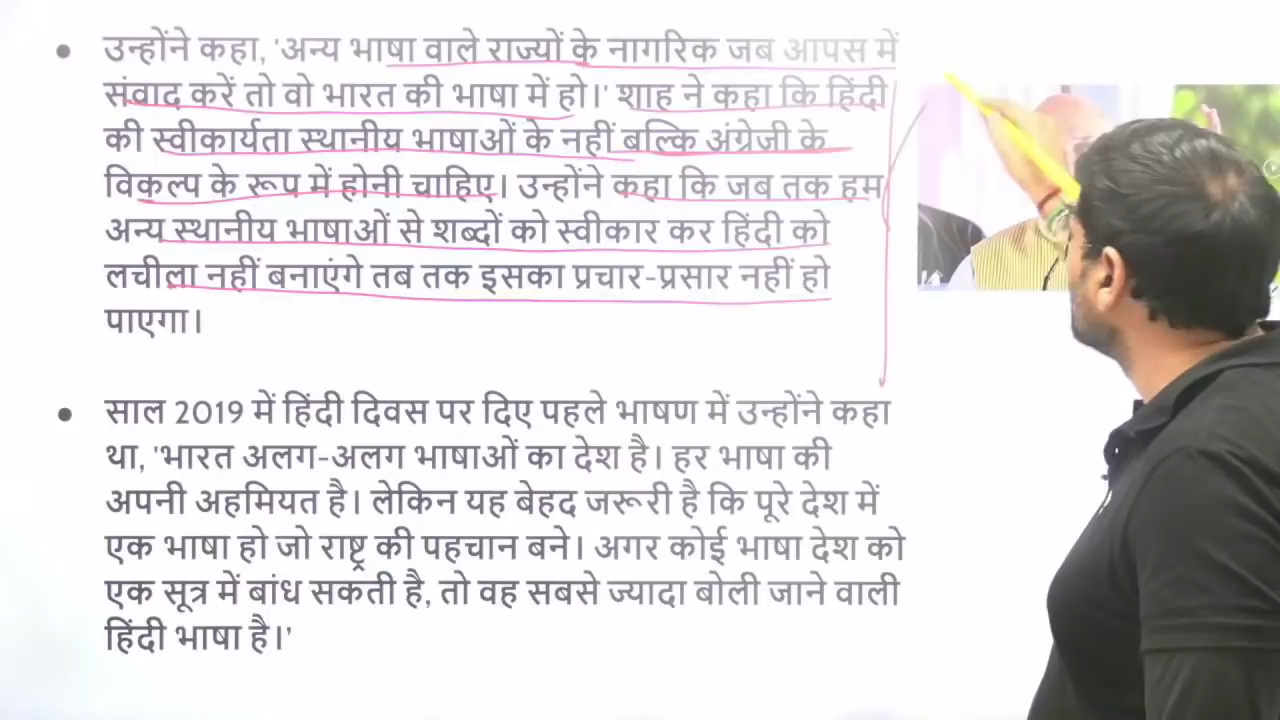 उन्होंने कहा, 'अन्य भाषा वाले राज्यों के नागरिक जब आपस में
संवाद करें तो वो भारत की भाषा में हो।' शाह ने कहा कि हिंदी
की स्वीकार्यता स्थानीय भाषाओं के नहीं बल्कि अंग्रेजी के
विकल्प के रूप में होनी चाहिए। उन्होंने कहा कि जब तक हम
अन्य स्थानीय भाषाओं से शब्दों को स्वीकार कर हिंदी को
लचीला नहीं बनाएंगे तब तक इसका प्रचार-प्रसार नहीं हो
पाएगा।
साल 2019 में हिंदी दिवस पर दिए पहले भाषण में उन्होंने कहा
था, 'भारत अलग-अलग भाषाओं का देश है। हर भाषा की
अपनी अहमियत है। लेकिन यह बेहद जरूरी है कि पूरे देश में
एक भाषा हो जो राष्ट्र की पहचान बने। अगर कोई भाषा देश को
एक सूत्र में बांध सकती है, तो वह सबसे ज्यादा बोली जाने वाली
हिंदी भाषा है।'